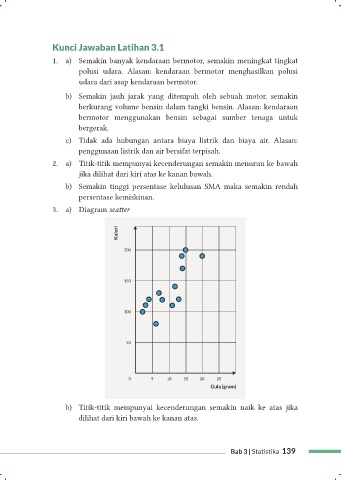 Kunci Jawaban Latihan 3.1
1. a) Semakin banyak kendaraan bermotor, semakin meningkat tingkat
polusi udara. Alasan: kendaraan bermotor menghasilkan polusi
udara dari asap kendaraan bermotor.
b) Semakin jauh jarak yang ditempuh oleh sebuah motor, semakin
berkurang volume bensin dalam tangki bensin. Alasan: kendaraan
bermotor menggunakan bensin sebagai sumber tenaga untuk
bergerak.
c) Tidak ada hubungan antara biaya listrik dan biaya air. Alasan:
penggunaan listrik dan air bersifat terpisah.
2. a) Titik-titik mempunyai kecenderungan semakin menurun ke bawah
jika dilihat dari kiri atas ke kanan bawah.
b) Semakin tinggi persentase kelulusan SMA maka semakin rendah
persentase kemiskinan.
3. a) Diagram scatter
Kalori
200
150
100
50
0 5 10 15 20 25
Gula (gram)
b) Titik-titik mempunyai kecenderungan semakin naik ke atas jika
dilihat dari kiri bawah ke kanan atas.
Bab 3 | Statistika 139